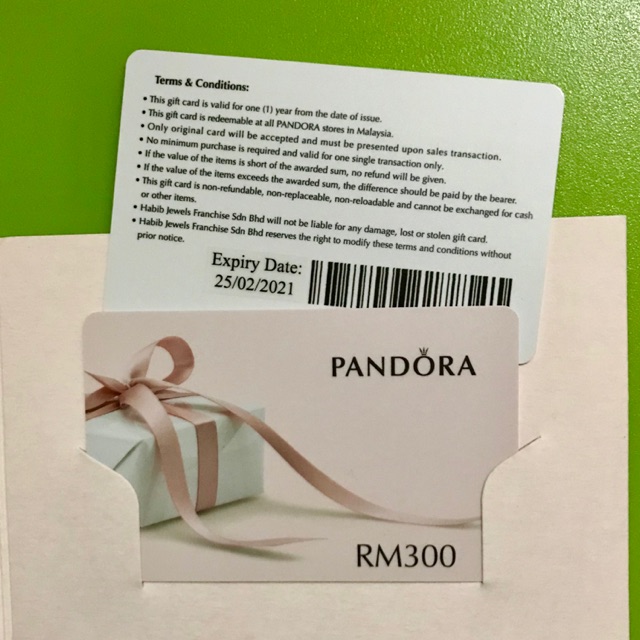 Terms & Conditions:
• This gift card is valid for one (1) year from the date of issue.
• This gift card is redeemable at all PANDORA stores in Malaysia.
• Only original card will be accepted and must be presented upon sales transaction.
• No minimum purchase is required and valid for one single transaction only.
• If the value of the items is short of the awarded sum, no refund will be given.
• If the value of the items exceeds the awarded sum, the difference should be paid by the bearer.
• This gift card is non-refundable, non-replaceable, non-reloadable and cannot be exchanged for cash
or other items.
• Habib Jewels Franchise Sdn Bhd will not be liable for any damage, lost or stolen gift card.
• Habib Jewels Franchise Sdn Bhd reserves the right to modify these terms and conditions without
prior notice.
Expiry Date:
25/02/2021
PANDORA
RM300